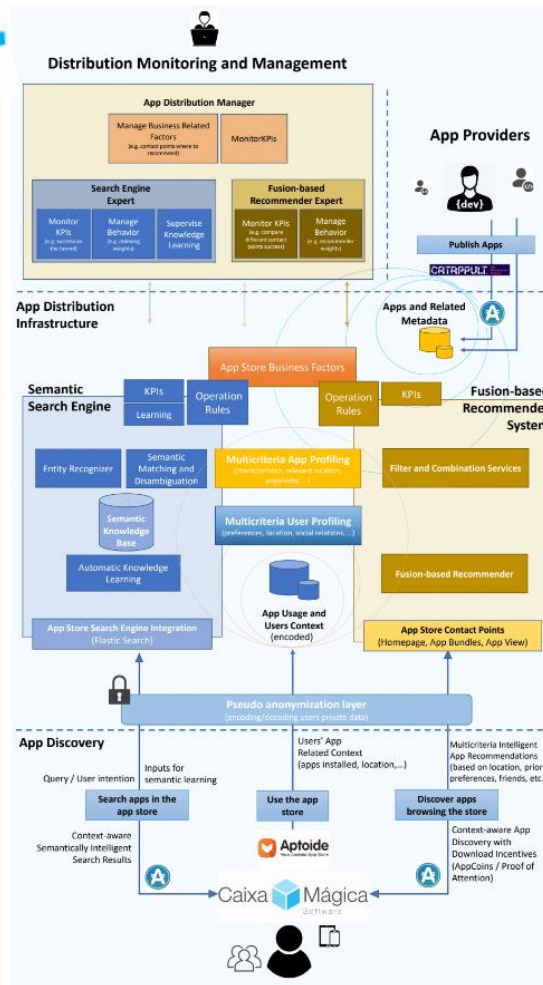 Distribution Monitoring and Management
App Distribution Manager
Manage Business Related
Factors
(e.g. contact points where to
recommend)
MonitorKPIs
Search Engine
Expert
Monitor
KPIs
Manage
Behavior
(e.g. indexing
weights)
Supervise
Knowledge
Learning
Fusion-based
Recommender Expert
Monitor KPIs
(e.g. compare
different contact
points success)
Manage
Behavior
(e.g. recommender
weights)
App Providers
{dev}
Publish Apps
CATAPPULT
App Distribution
Infrastructure
Apps and Related
Metadata
App Store Business Factors
Semantic
Search Engine
KPIs
Learning
Operation
Rules
Operation
Rules
KPIs
Fusion-based
Recommende
System
Entity Recognizer
Semantic
Matching and
Disambiguation
Multicriteria App Profiling
(characteristics, relevant location,
popularity, ...)
Filter and Combination Services
Semantic
Knowledge
Base
Multicriteria User Profiling
(preferences, location, social relations,...)
Automatic Knowledge
Learning
Fusion-based Recommender
App Usage and
Users Context
(encoded)
App Store Search Engine Integration
(Elastic Search)
App Store Contact Points
(Homepage, App Bundles, App View)
Pseudo anonymization layer
(encoding/decoding users private data)
App Discovery
Query / User intention
Inputs for
semantic learning
Users' App
Related Context
(apps installed, location,...)
Multicriteria Intelligent
App Recommendations
(based on location, prior
preferences, friends, etc.
Search apps in the
app store
Use the app
store
Discover apps
browsing the store
Context-aware
Semantically Intelligent
Search Results
Aptoide
Context-aware App
Discovery with
Download Incentives
(AppCoins / Proof of
Attention)
Caixa Mágica
Software